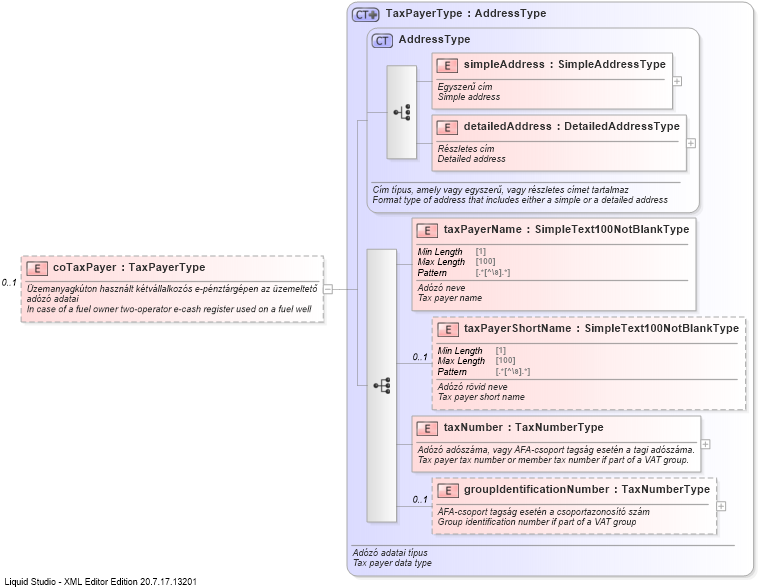 CT TaxPayerType : AddressType
CT AddressType
E simpleAddress : SimpleAddressType
Egyszerű cím
Simple address
E detailedAddress : DetailedAddressType
Részletes cím
Detailed address
Cím típus, amely vagy egyszerű, vagy részletes címet tartalmaz
Format type of address that includes either a simple or a detailed address
E taxPayerName : SimpleText100NotBlankType
Min Length [1]
Max Length [100]
Pattern [.*[^\s].*]
Adózó neve
Tax payer name
0..1
E coTaxPayer : TaxPayerType
Üzemanyagkúton használt kétvállalkozós e-pénztárgépen az üzemeltető
adózó adatai
In case of a fuel owner two-operator e-cash register used on a fuel well
0..1
E taxPayerShortName : SimpleText100NotBlankType
Min Length [1]
Max Length [100]
Pattern [.*[^\s].*]
Adózó rövid neve
Tax payer short name
E taxNumber : TaxNumberType
Adózó adószáma, vagy ÁFA-csoport tagság esetén a tagi adószáma.
Tax payer tax number or member tax number if part of a VAT group.
0..1
E groupIdentificationNumber : TaxNumberType
ÁFA-csoport tagság esetén a csoportazonosító szám
Group identification number if part of a VAT group
Adózó adatai típus
Tax payer data type
Liquid Studio - XML Editor Edition 20.7.17.13201